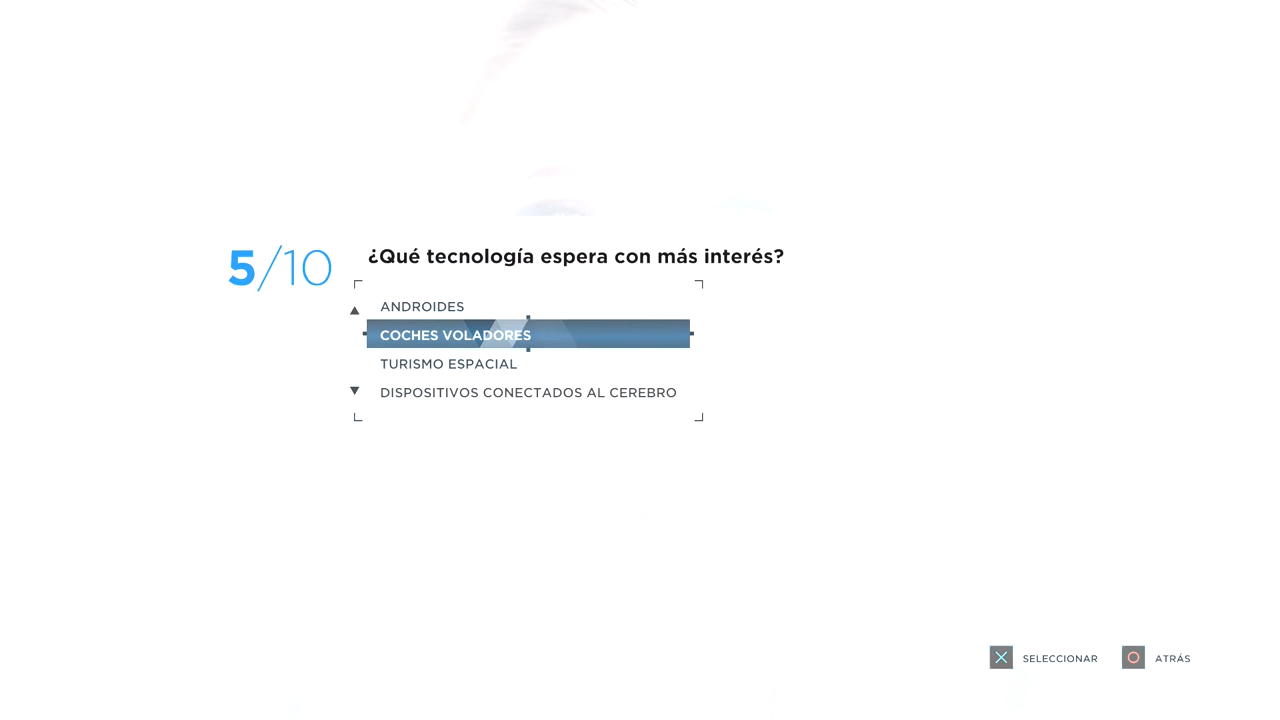 5/10
¿Qué tecnología espera con más interés?
ANDROIDES
COCHES VOLADORES
TURISMO ESPACIAL
DISPOSITIVOS CONECTADOS AL CEREBRO
SELECCIONAR ATRÁS